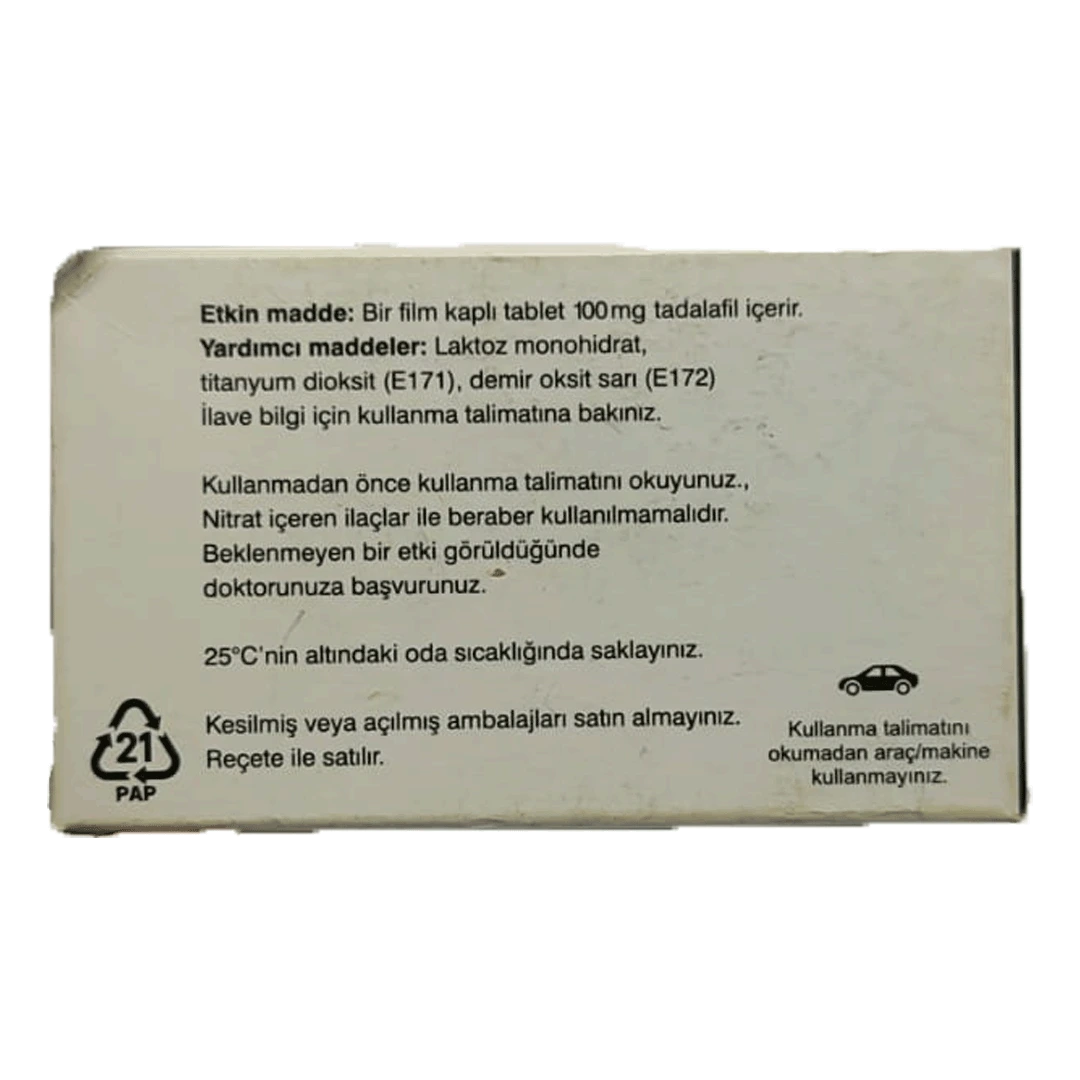 Etkin madde: Bir film kaplı tablet 100mg tadalafil içerir.
Yardımcı maddeler: Laktoz monohidrat,
titanyum dioksit (E171), demir oksit sarı (E172)
İlave bilgi için kullanma talimatına bakınız.
Kullanmadan önce kullanma talimatını okuyunuz.,
Nitrat içeren ilaçlar ile beraber kullanılmamalıdır.
Beklenmeyen bir etki görüldüğünde
doktorunuza başvurunuz.
25°C'nin altındaki oda sıcaklığında saklayınız.
Kesilmiş veya açılmış ambalajları satın almayınız.
Reçete ile satılır.
21
PAP
Kullanma talimatını
okumadan araç/makine
kullanmayınız.